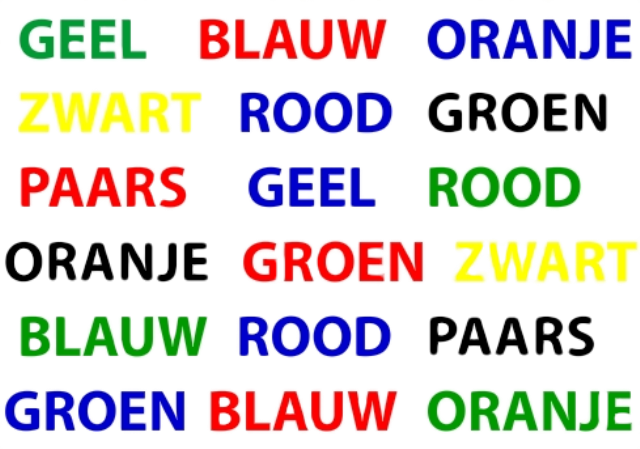 GEEL BLAUW ORANJE
ZWART ROOD GROEN
PAARS GEEL ROOD
ORANJE GROEN ZWART
BLAUW ROOD PAARS
GROEN BLAUW ORANJE